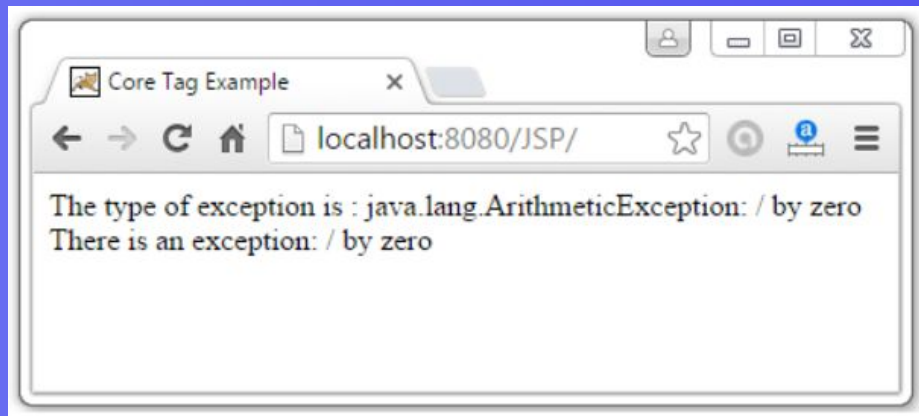 Core Tag Example
localhost:8080/JSP/
a
The type of exception is : java.lang.ArithmeticException: / by zero
There is an exception: / by zero